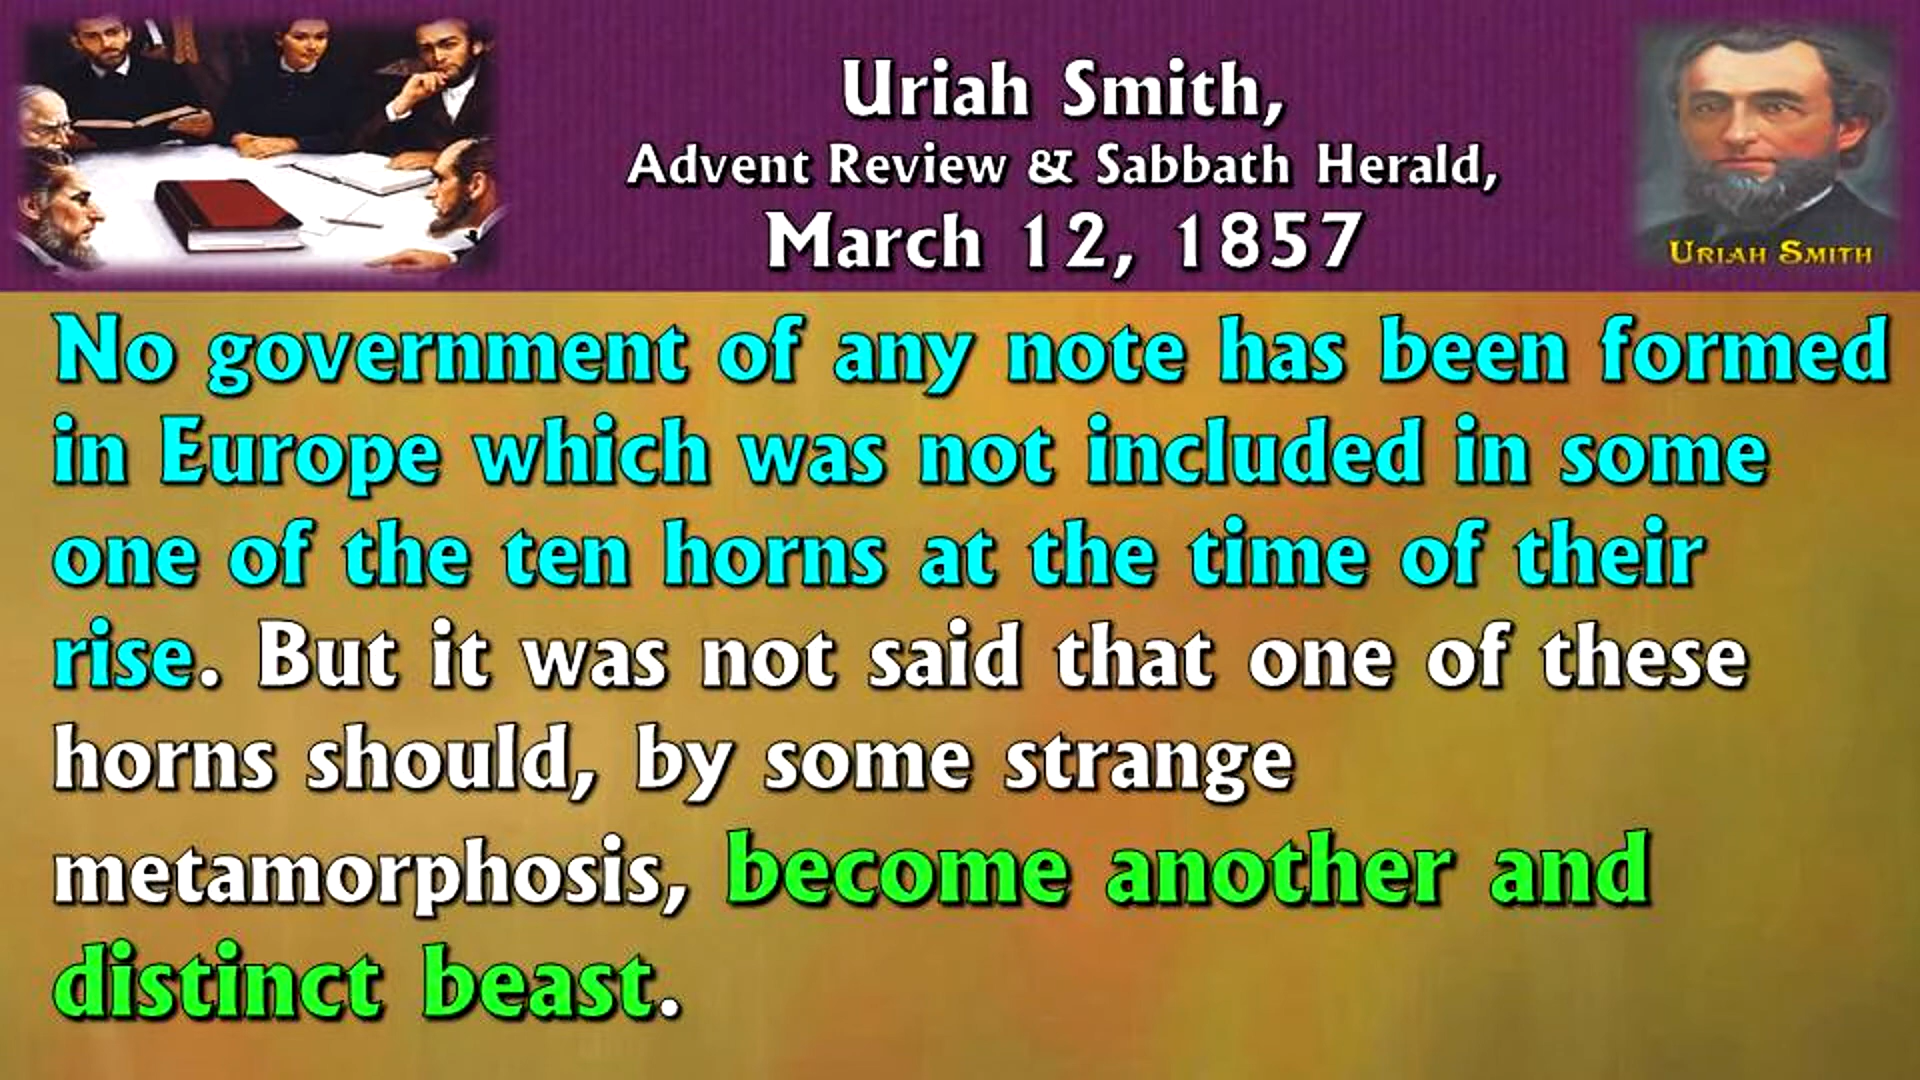 Uriah Smith,
Advent Review & Sabbath Herald,
March 12, 1857
URIAH SMITH
No government of any note has been formed
in Europe which was not included in some
one of the ten horns at the time of their
rise. But it was not said that one of these
horns should, by some strange
metamorphosis, become another and
distinct beast.